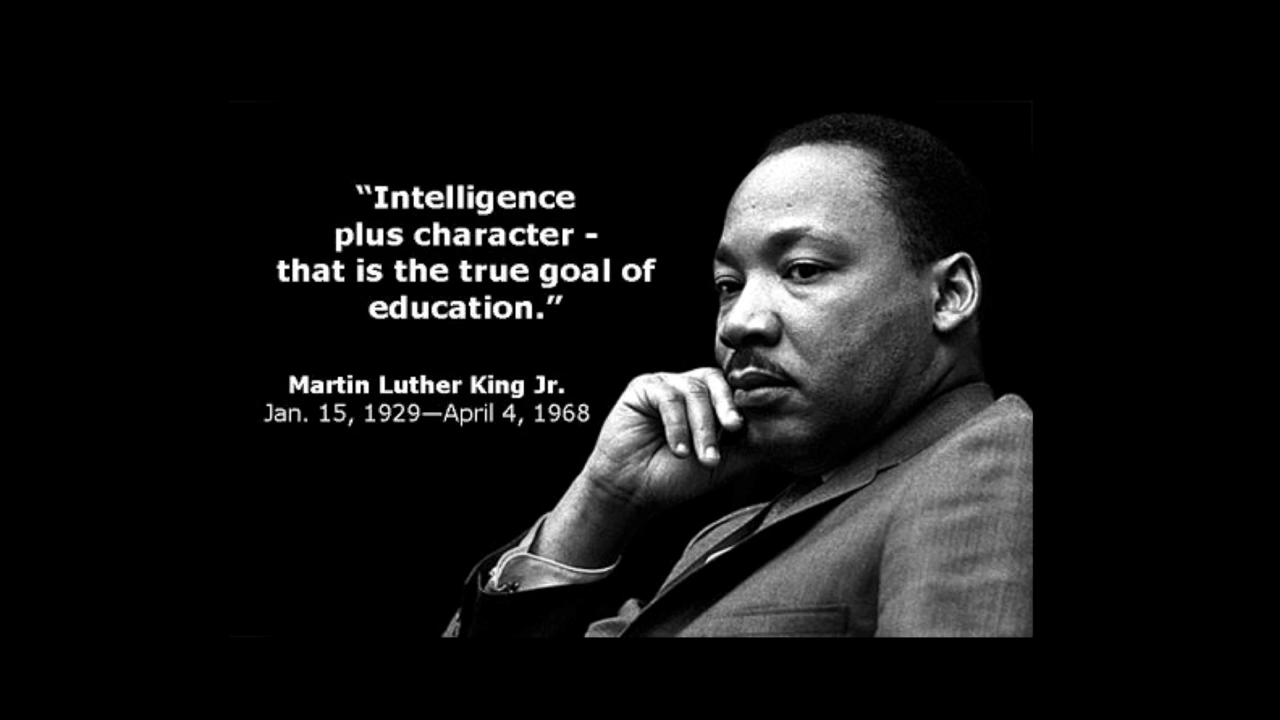 “Intelligence
plus character -
that is the true goal of
education.”
Martin Luther King Jr.
Jan. 15, 1929—April 4, 1968